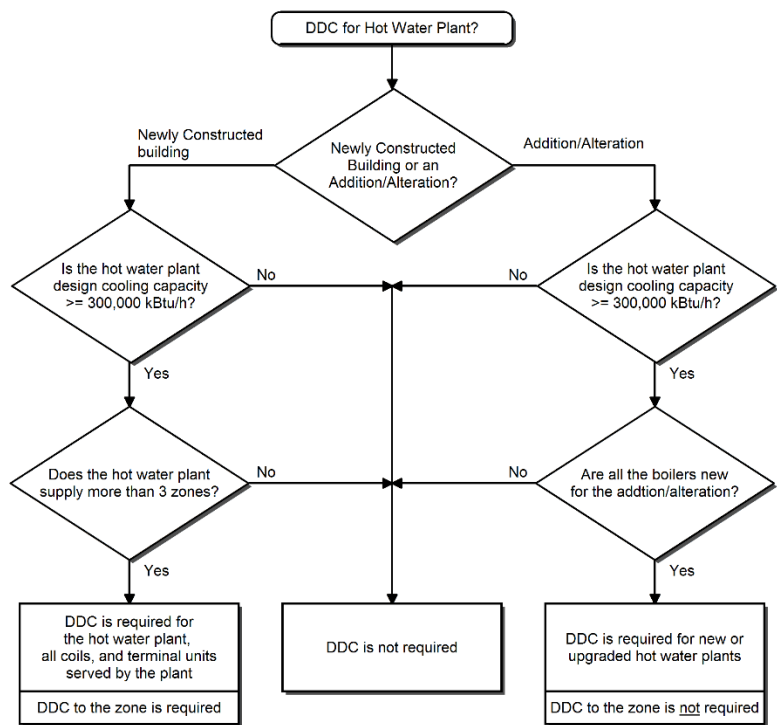 DDC for Hot Water Plant?
Newly Constructed
building
Newly Constructed
Building or an
Addition/Alteration?
Addition/Alteration
Is the hot water plant
design cooling capacity
>= 300,000 kBtu/h?
No
No
Is the hot water plant
design cooling capacity
>= 300,000 kBtu/h?
Yes
Yes
Does the hot water plant
supply more than 3 zones?
No
No
Are all the boilers new
for the addtion/alteration?
Yes
Yes
DDC is required for
the hot water plant,
all coils, and terminal units
served by the plant
DDC to the zone is required
DDC is not required
DDC is required for new or
upgraded hot water plants
DDC to the zone is not required